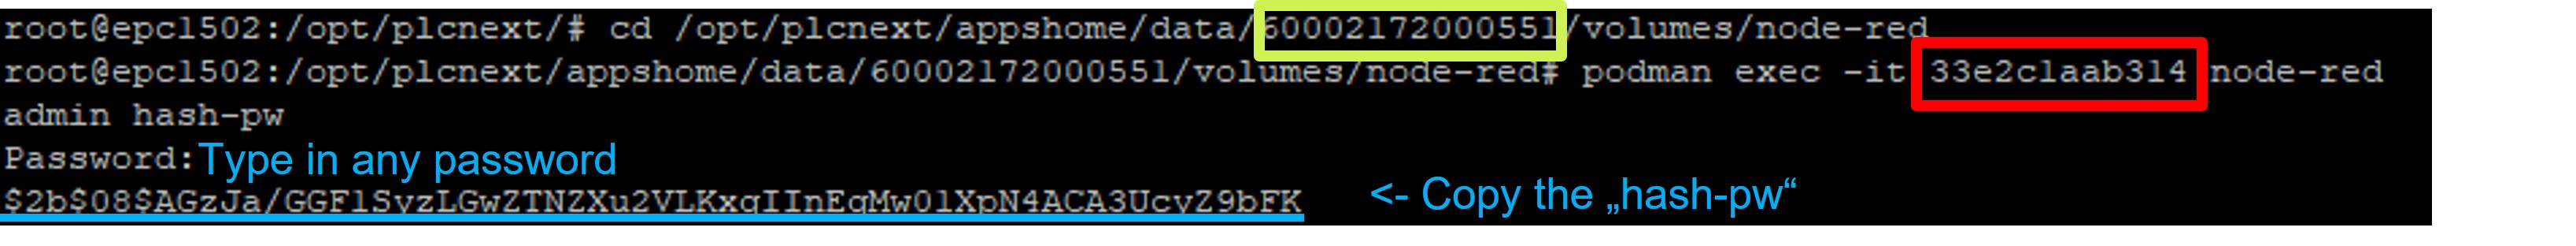 root@epc1502:/opt/plcnext/# cd /opt/plcnext/appshome/data/60002172000551/volumes/node-red
root@epc1502:/opt/plcnext/appshome/data/60002172000551/volumes/node-red# podman exec -it 33e2c1aab314 node-red
admin hash-pw
Password:Type in any password
$2b$08$AGzJa/GGF1SyzLGwZTNZXu2VLKxqIInEgMw01XpN4ACA3UcyZ9bFK <- Copy the „hash-pw“